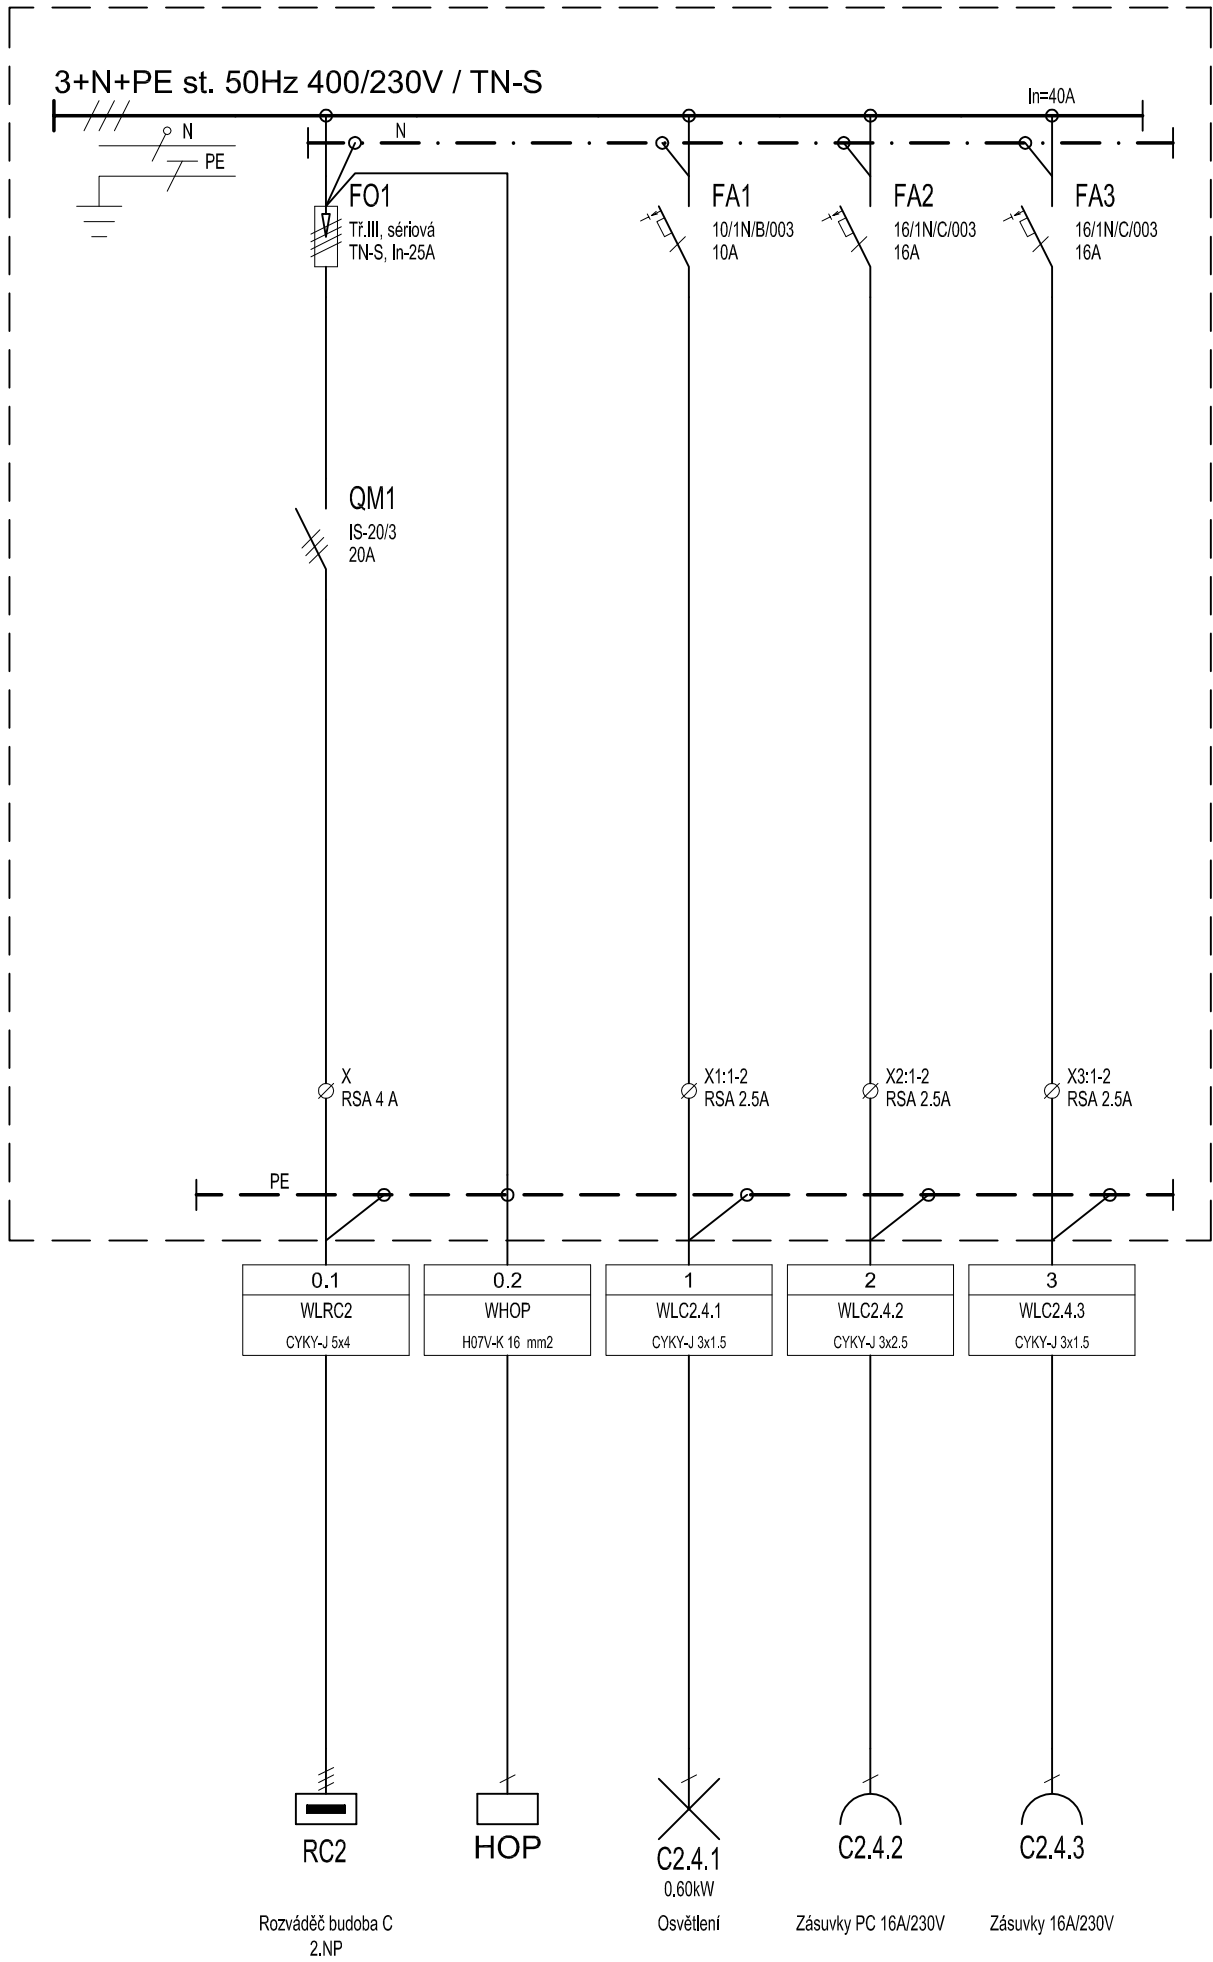 3+N+PE st. 50Hz 400/230V / TN-S
In=40A
N
N
PE
FO1
Tř.III, sériová
TN-S, In-25A
FA1
10/1N/B/003
10A
FA2
16/1N/C/003
16A
FA3
16/1N/C/003
16A
QM1
IS-20/3
20A
X
RSA 4 A
X1:1-2
RSA 2.5A
X2:1-2
RSA 2.5A
X3:1-2
RSA 2.5A
PE
0.1
WLRC2
CYKY-J 5x4
0.2
WHOP
H07V-K 16 mm2
1
WLC2.4.1
CYKY-J 3x1.5
2
WLC2.4.2
CYKY-J 3x2.5
3
WLC2.4.3
CYKY-J 3x1.5
RC2
Rozváděč budoba C
2.NP
HOP
C2.4.1
0.60kW
Osvětlení
C2.4.2
Zásuvky PC 16A/230V
C2.4.3
Zásuvky 16A/230V